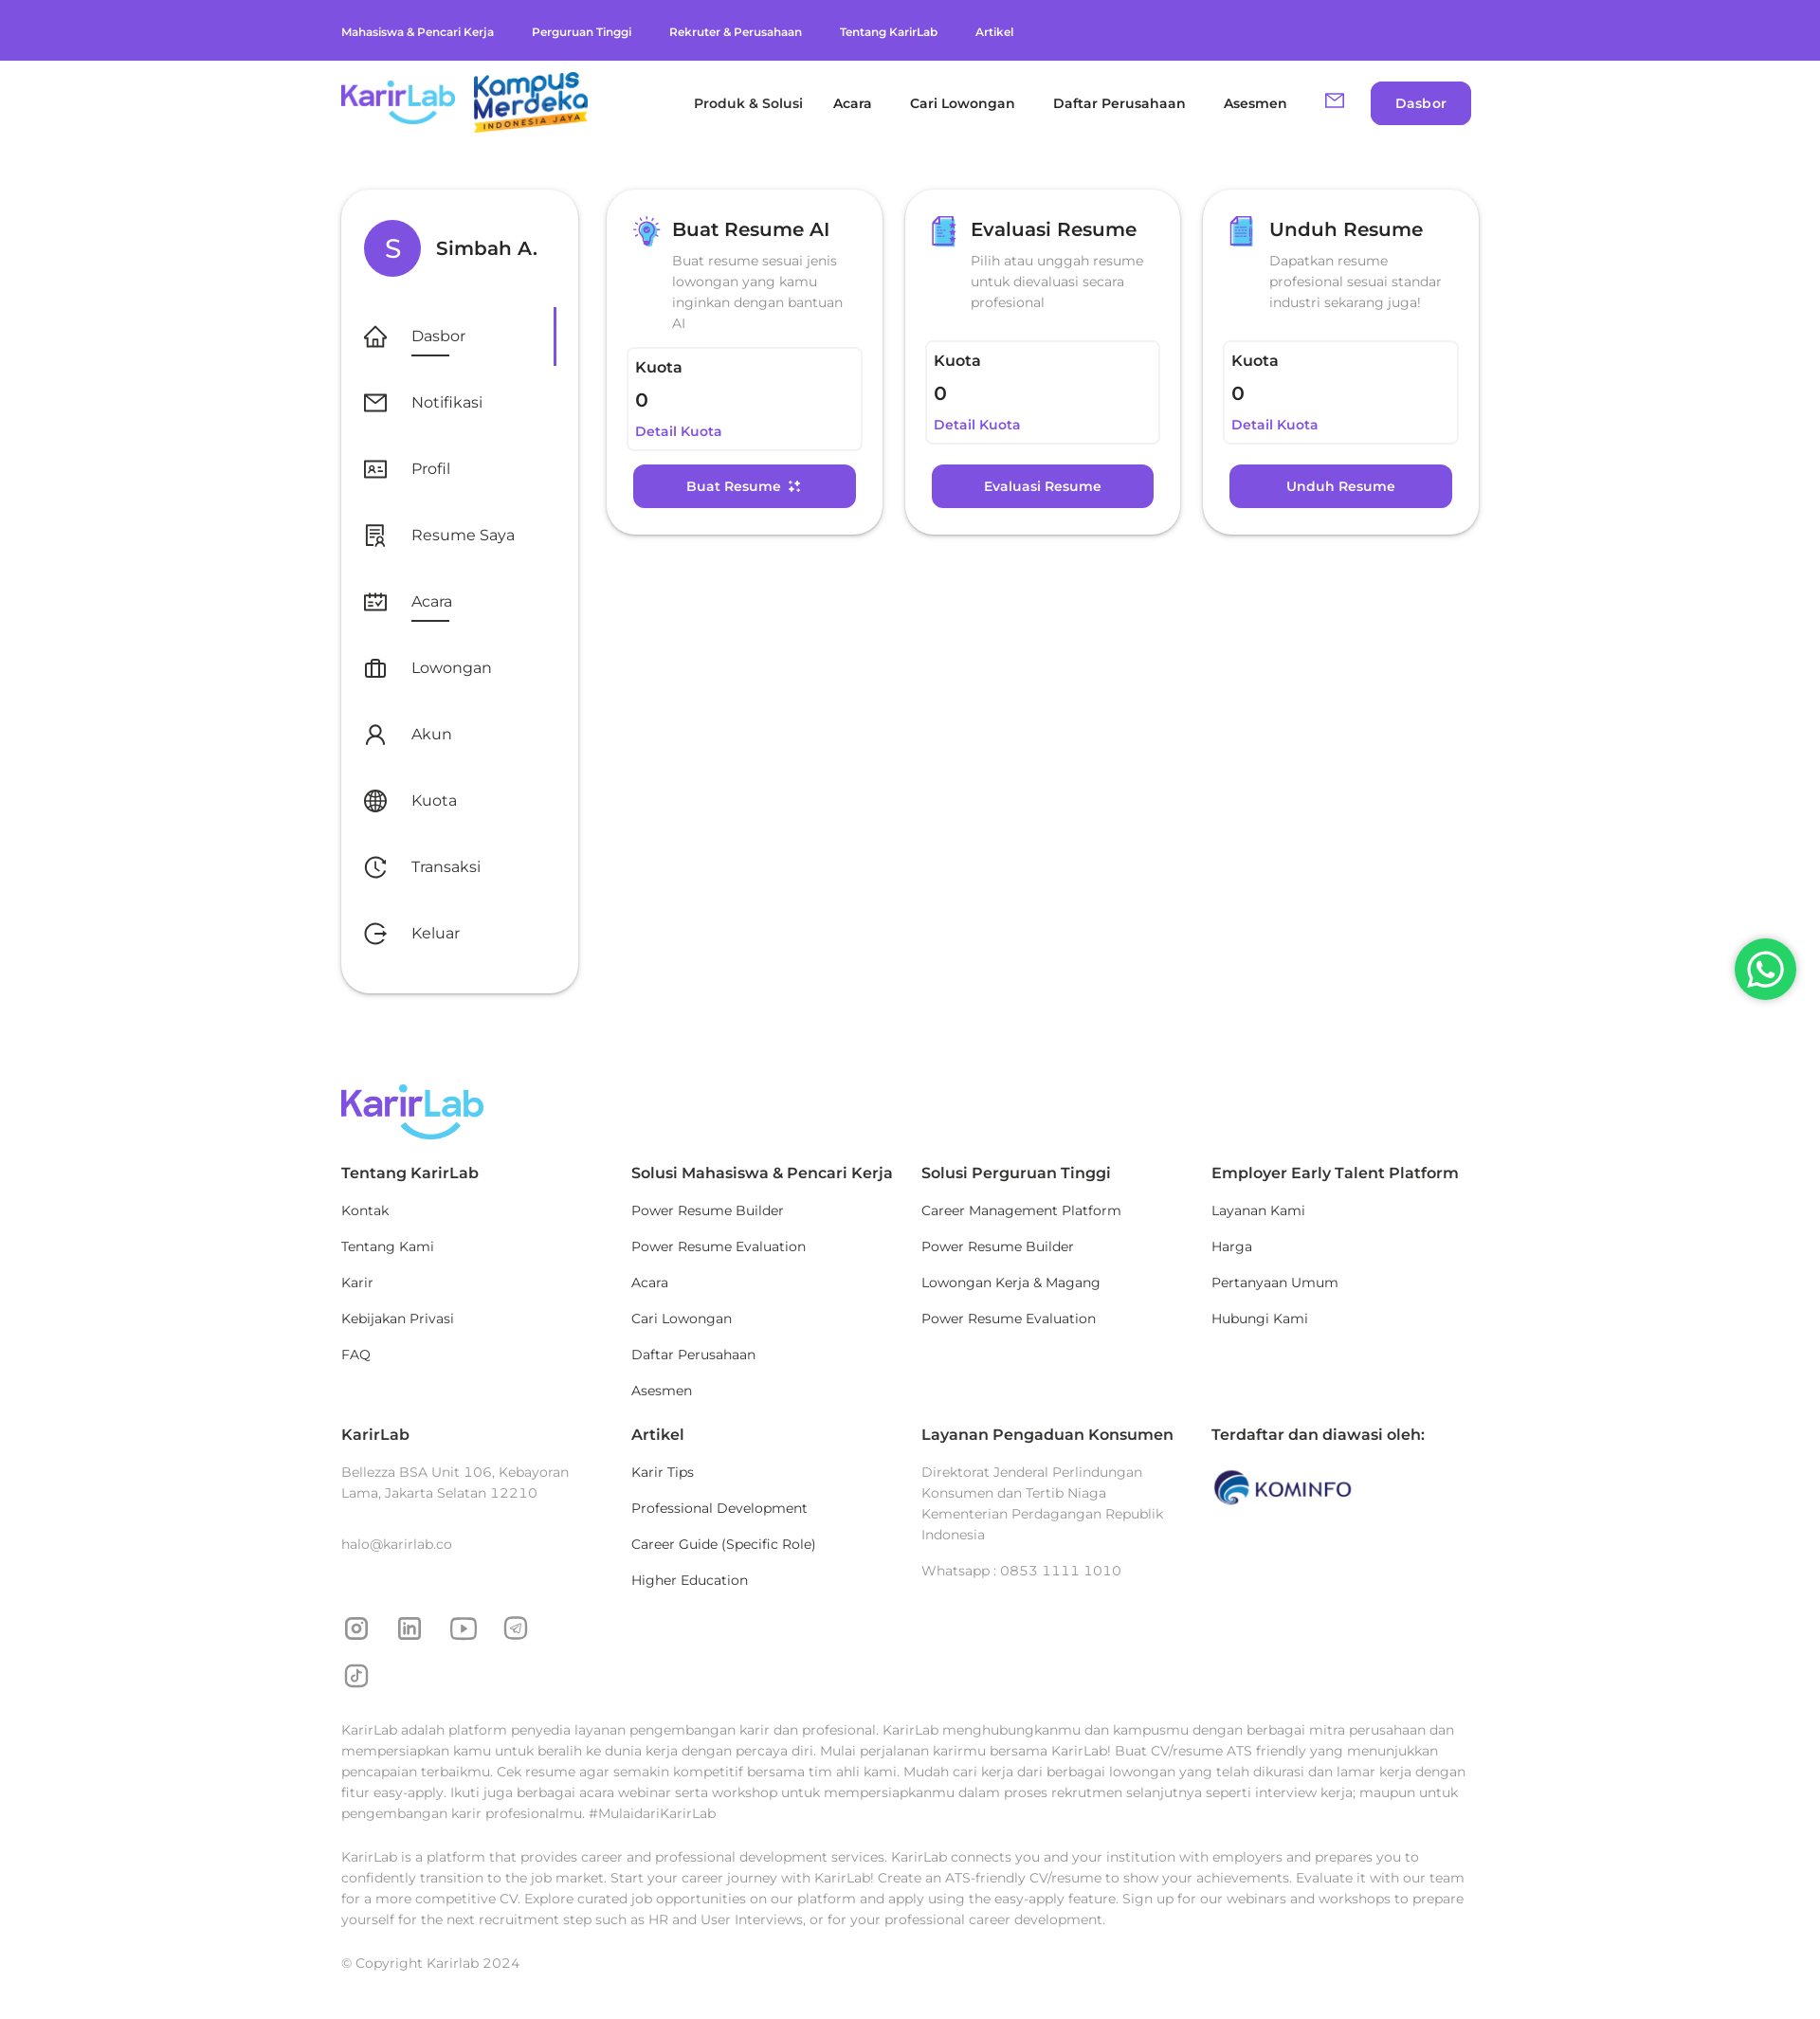 Mahasiswa & Pencari Kerja
Perguruan Tinggi
Rekruter & Perusahaan
Tentang KarirLab
Artikel
KarirLab
Kampus
Merdeka
INDONESIA JAYA
Produk & Solusi
Acara
Cari Lowongan
Daftar Perusahaan
Asesmen
Dasbor
S
Simbah A.
Dasbor
Notifikasi
Profil
Resume Saya
Acara
Lowongan
Akun
Kuota
Transaksi
Keluar
Buat Resume AI
Buat resume sesuai jenis
lowongan yang kamu
inginkan dengan bantuan
AI
Kuota
0
Detail Kuota
Buat Resume
Evaluasi Resume
Pilih atau unggah resume
untuk dievaluasi secara
profesional
Kuota
0
Detail Kuota
Evaluasi Resume
Unduh Resume
Dapatkan resume
profesional sesuai standar
industri sekarang juga!
Kuota
0
Detail Kuota
Unduh Resume
KarirLab
Tentang KarirLab
Kontak
Tentang Kami
Karir
Kebijakan Privasi
FAQ
Solusi Mahasiswa & Pencari Kerja
Power Resume Builder
Power Resume Evaluation
Acara
Cari Lowongan
Daftar Perusahaan
Asesmen
Solusi Perguruan Tinggi
Career Management Platform
Power Resume Builder
Lowongan Kerja & Magang
Power Resume Evaluation
Employer Early Talent Platform
Layanan Kami
Harga
Pertanyaan Umum
Hubungi Kami
KarirLab
Bellezza BSA Unit 106, Kebayoran
Lama, Jakarta Selatan 12210
halo@karirlab.co
Artikel
Karir Tips
Professional Development
Career Guide (Specific Role)
Higher Education
Layanan Pengaduan Konsumen
Direktorat Jenderal Perlindungan
Konsumen dan Tertib Niaga
Kementerian Perdagangan Republik
Indonesia
Whatsapp : 0853 1111 1010
Terdaftar dan diawasi oleh:
KOMINFO
KarirLab adalah platform penyedia layanan pengembangan karir dan profesional. KarirLab menghubungkanmu dan kampusmu dengan berbagai mitra perusahaan dan
mempersiapkan kamu untuk beralih ke dunia kerja dengan percaya diri. Mulai perjalanan karirmu bersama KarirLab! Buat CV/resume ATS friendly yang menunjukkan
pencapaian terbaikmu. Cek resume agar semakin kompetitif bersama tim ahli kami. Mudah cari kerja dari berbagai lowongan yang telah dikurasi dan lamar kerja dengan
fitur easy-apply. Ikuti juga berbagai acara webinar serta workshop untuk mempersiapkanmu dalam proses rekrutmen selanjutnya seperti interview kerja; maupun untuk
pengembangan karir profesionalmu. #MulaidariKarirLab
KarirLab is a platform that provides career and professional development services. KarirLab connects you and your institution with employers and prepares you to
confidently transition to the job market. Start your career journey with KarirLab! Create an ATS-friendly CV/resume to show your achievements. Evaluate it with our team
for a more competitive CV. Explore curated job opportunities on our platform and apply using the easy-apply feature. Sign up for our webinars and workshops to prepare
yourself for the next recruitment step such as HR and User Interviews, or for your professional career development.
© Copyright Karirlab 2024